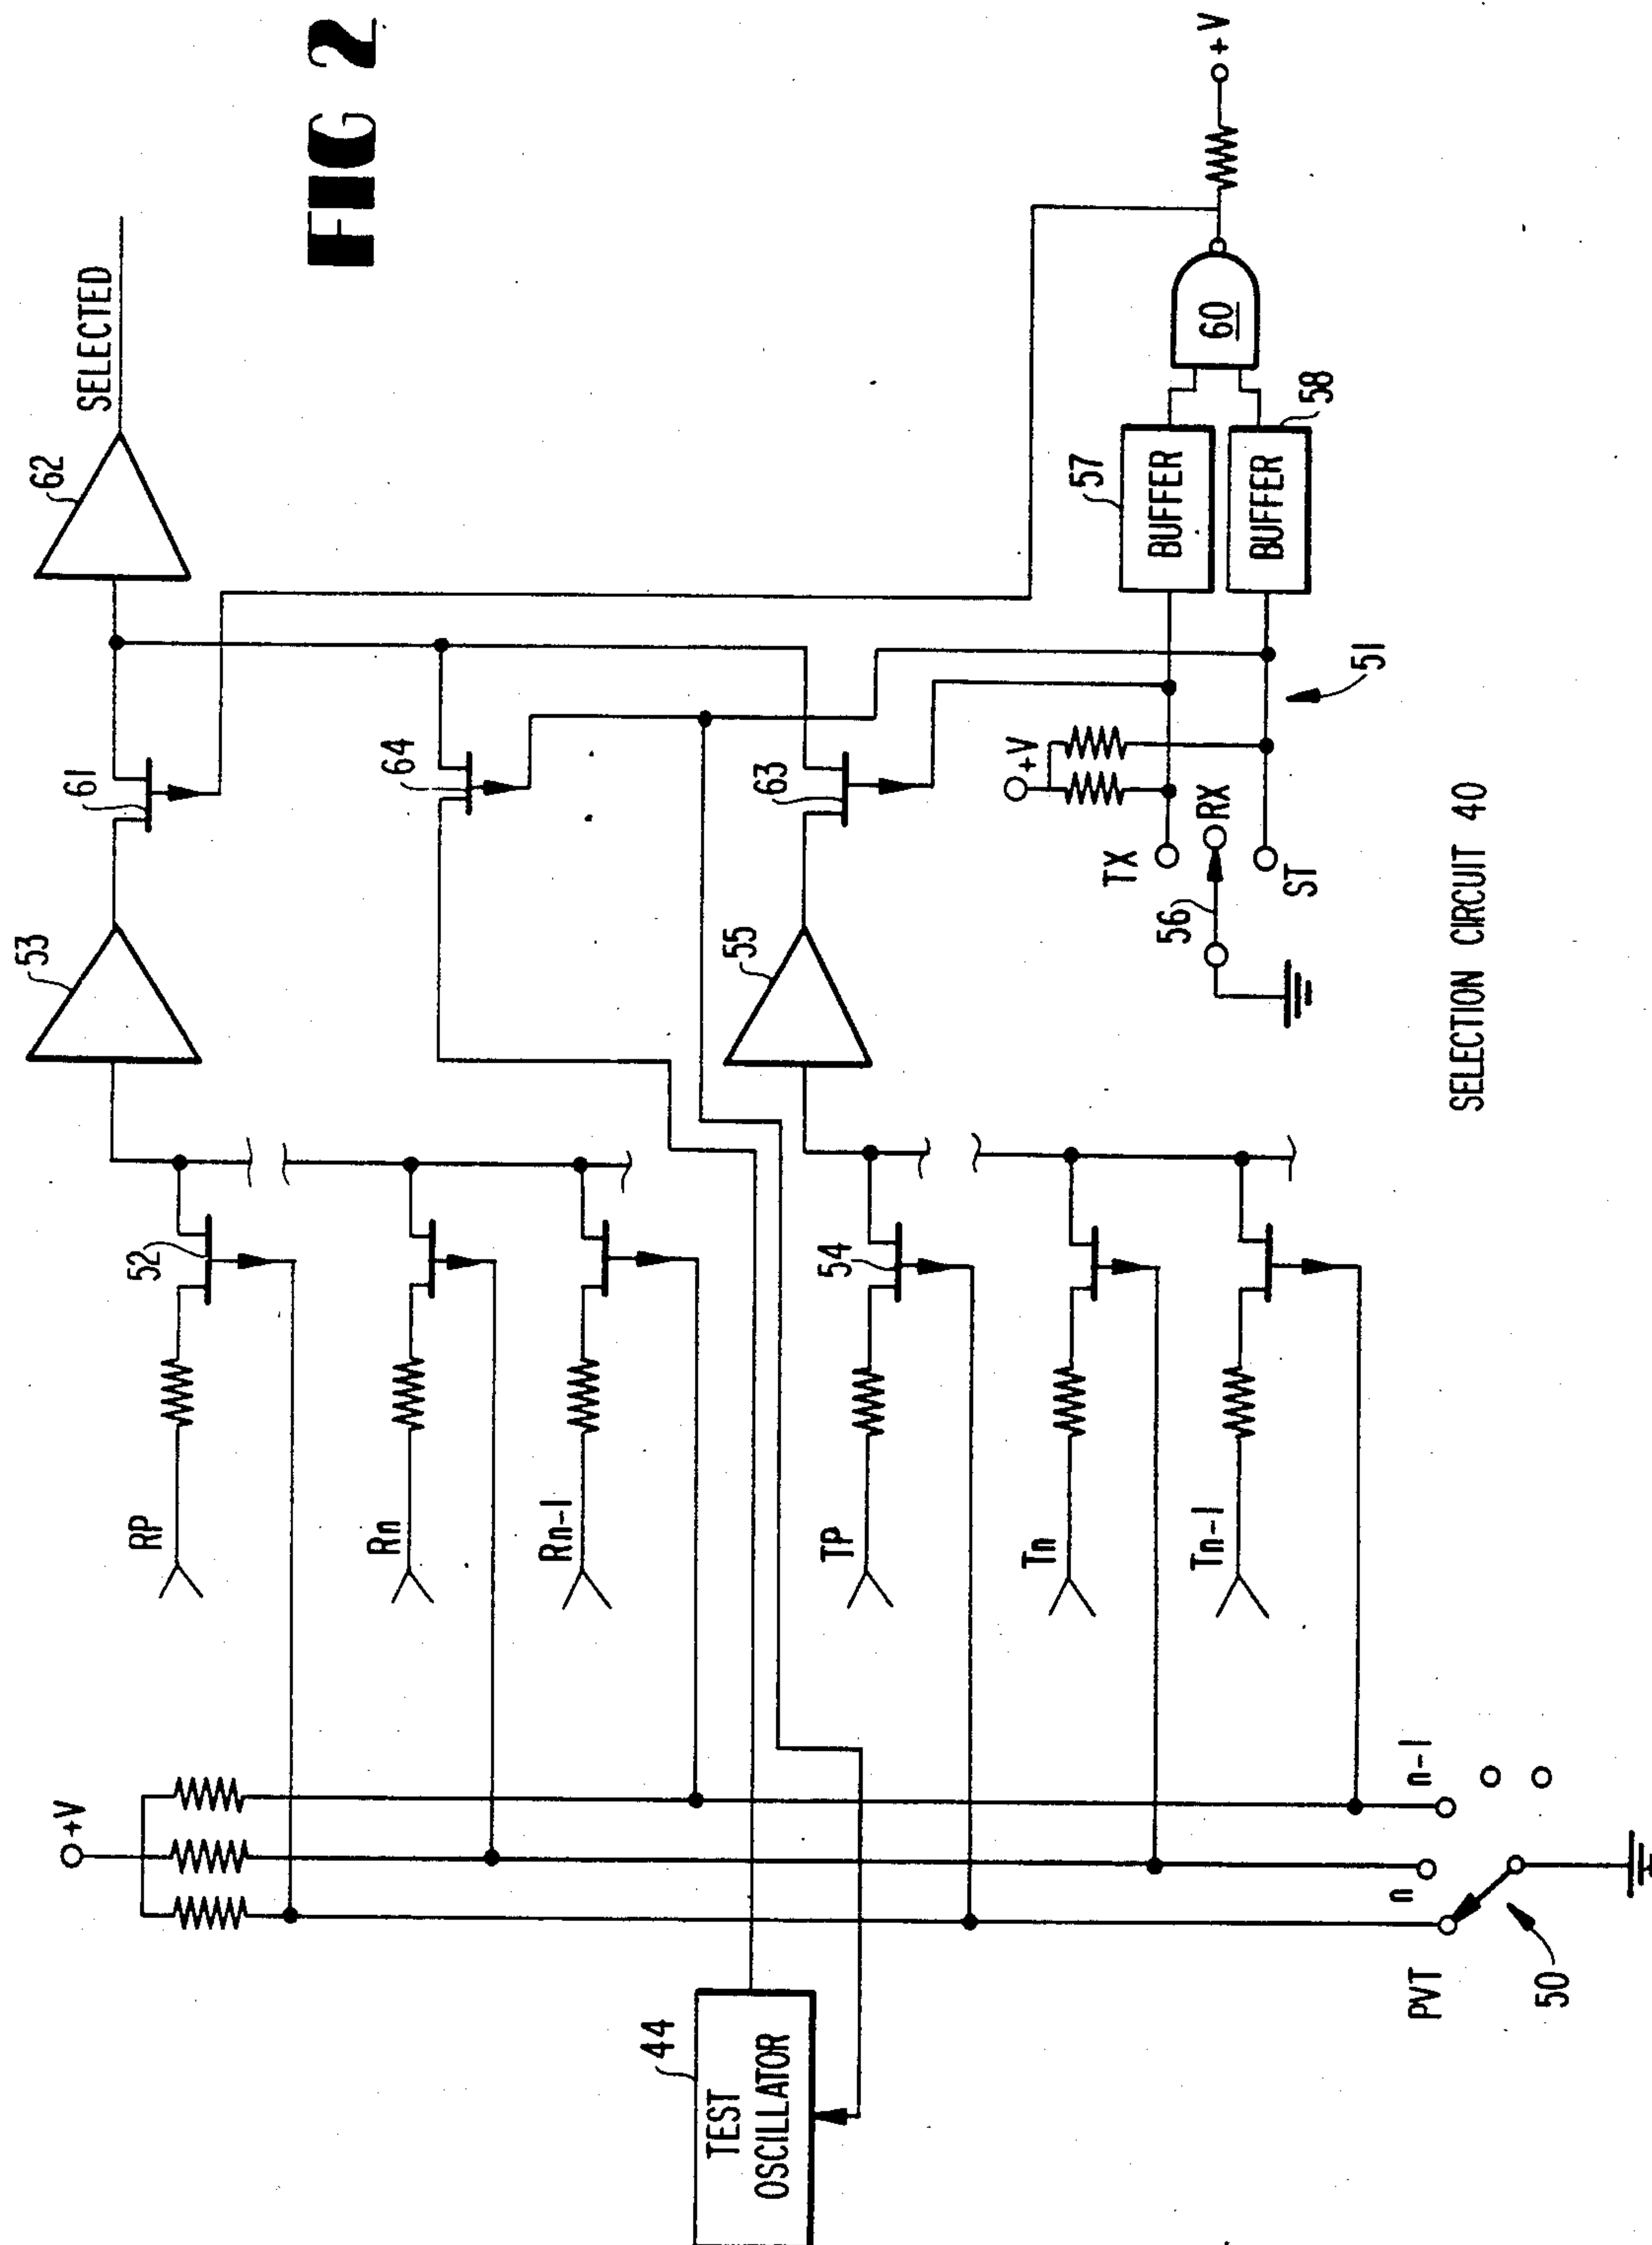 FIG 2
SELECTED
62
53
61
64
63
55
52
54
RP
Rn
Rn-1
TP
Tn
Tn-1
+V
44
TEST
OSCILLATOR
PVT
n
n-1
50
+V
TX
RX
ST
56
51
57
BUFFER
BUFFER
58
60
+V
SELECTION CIRCUIT 40